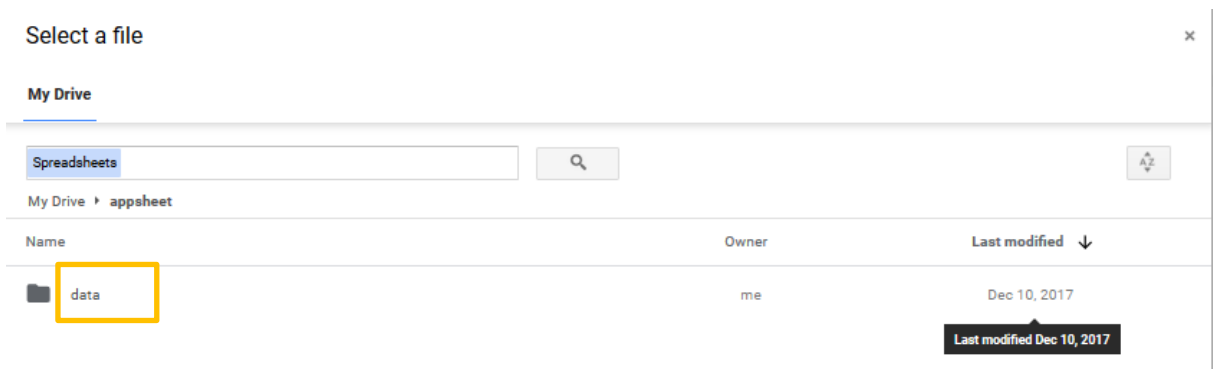 Select a file
×
My Drive
Spreadsheets
AZ
My Drive appsheet
Name Owner Last modified
data me Dec 10, 2017
Last modified Dec 10, 2017